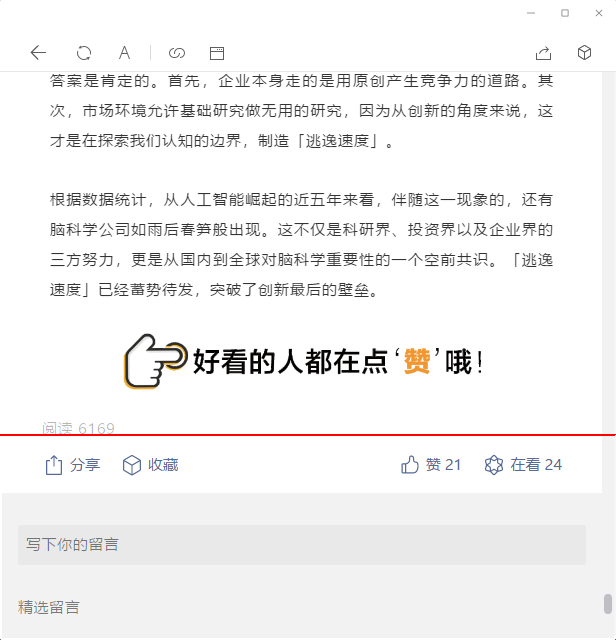 答案是肯定的。首先，企业本身走的是用原创产生竞争力的道路。其
次，市场环境允许基础研究做无用的研究，因为从创新的角度来说，这
才是在探索我们认知的边界，制造「逃逸速度」。
根据数据统计，从人工智能崛起的近五年来看，伴随这一现象的，还有
脑科学公司如雨后春笋般出现。这不仅是科研界、投资界以及企业界的
三方努力，更是从国内到全球对脑科学重要性的一个空前共识。「逃逸
速度」已经蓄势待发，突破了创新最后的壁垒。
好看的人都在点‘赞’哦！
阅读 6169
分享 收藏 赞 21 在看 24
写下你的留言
精选留言